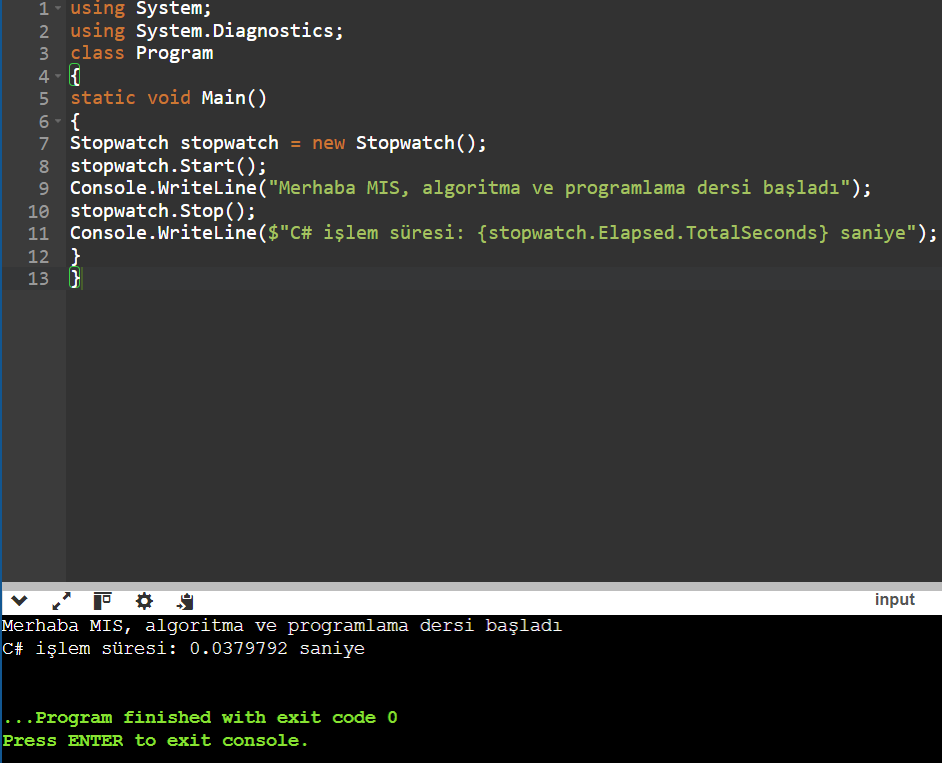 1 using System;
2 using System.Diagnostics;
3 class Program
4 {
5 static void Main()
6 {
7 Stopwatch stopwatch = new Stopwatch();
8 stopwatch.Start();
9 Console.WriteLine("Merhaba MIS, algoritma ve programlama dersi başladı");
10 stopwatch.Stop();
11 Console.WriteLine($"C# işlem süresi: {stopwatch.Elapsed.TotalSeconds} saniye");
12 }
13 }
input
Merhaba MIS, algoritma ve programlama dersi başladı
C# işlem süresi: 0.0379792 saniye
...Program finished with exit code 0
Press ENTER to exit console.